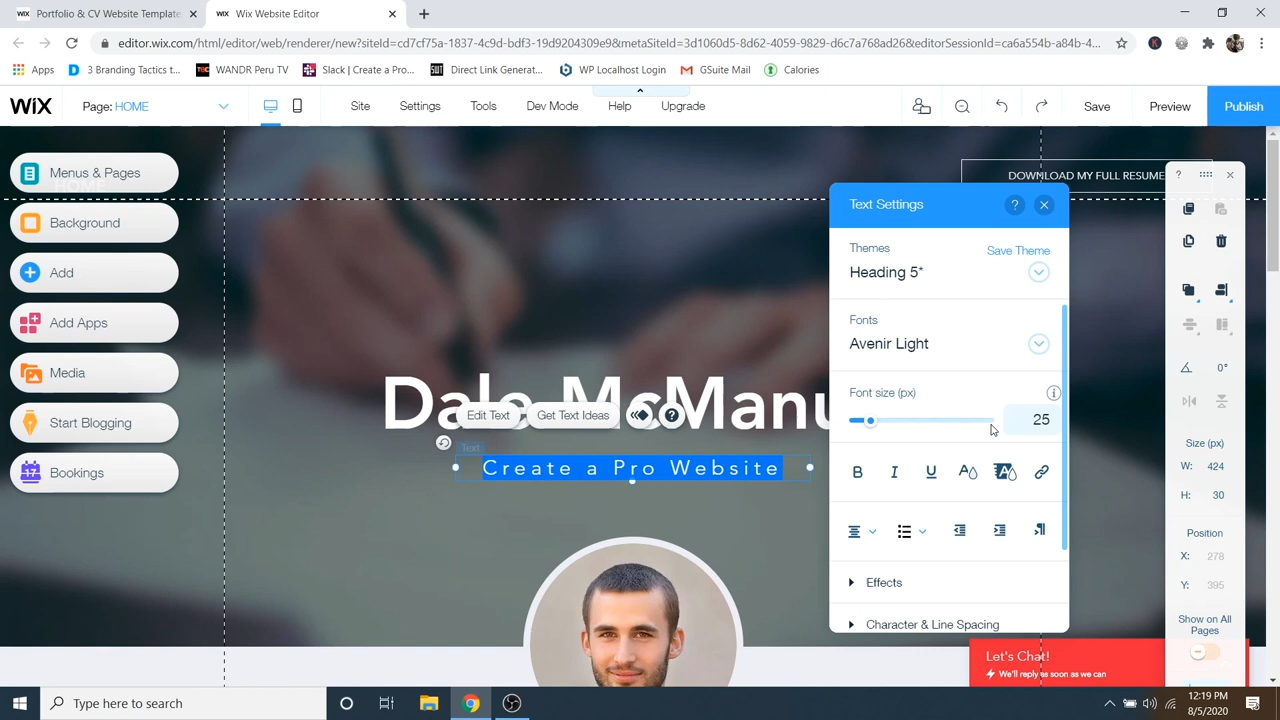 Portfolio & CV Website Template
Wix Website Editor
editor.wix.com/html/editor/web/renderer/new?siteId=cd7cf75a-1837-4c9d-bdf3-19d9204309e9&metaSiteId=3d1060d5-8d62-4059-9829-d6c7a768ad26&editorSessionId=ca6a554b-a84b-4...
Apps
3 Branding Tactics t...
WANDR Peru TV
Slack | Create a Pro...
Direct Link Generat...
WP Localhost Login
GSuite Mail
Calories
WiX
Page: HOME
Site
Settings
Tools
Dev Mode
Help
Upgrade
Save
Preview
Publish
Menus & Pages
HOME
Background
Add
Add Apps
Media
Start Blogging
Bookings
DOWNLOAD MY FULL RESUME
Dale McManu
Edit Text
Get Text Ideas
Text
Create a Pro Website
Text Settings
Themes
Save Theme
Heading 5*
Fonts
Avenir Light
Font size (px)
25
Effects
Character & Line Spacing
0°
Size (px)
W: 424
H: 30
Position
X: 278
Y: 395
Show on All
Pages
Let's Chat!
We'll reply as soon as we can
Type here to search
12:19 PM
8/5/2020